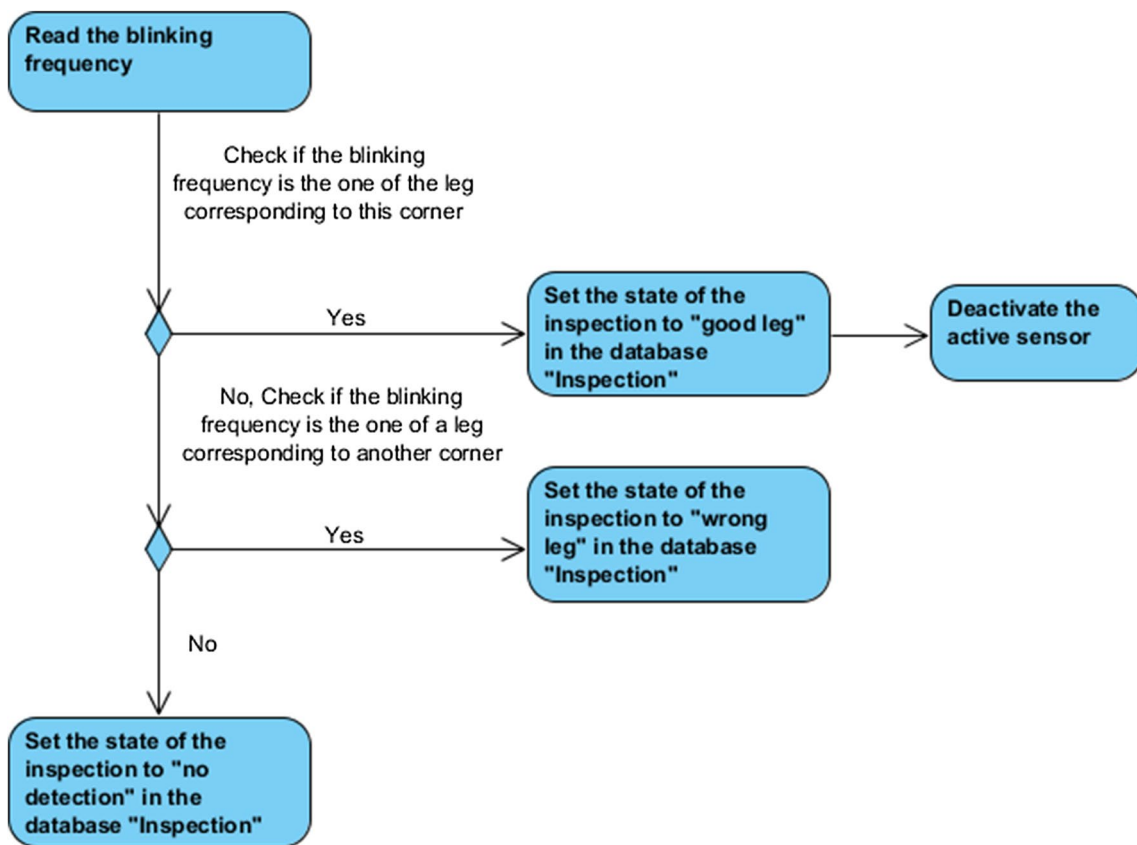 Read the blinking
frequency
Check if the blinking
frequency is the one of the leg
corresponding to this corner
Yes
Set the state of the
inspection to "good leg"
in the database
"Inspection"
Deactivate the
active sensor
No, Check if the blinking
frequency is the one of a leg
corresponding to another corner
Yes
Set the state of the
inspection to "wrong
leg" in the database
"Inspection"
No
Set the state of the
inspection to "no
detection" in the
database "Inspection"